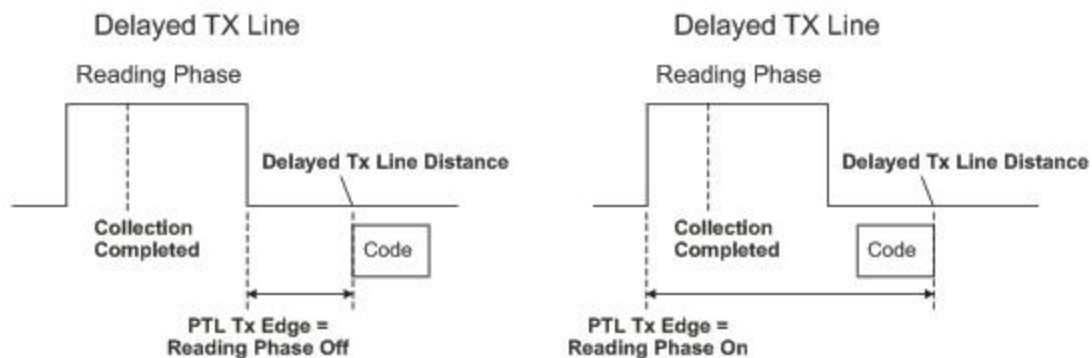 Delayed TX Line
Reading Phase
Delayed Tx Line Distance
Collection
Completed
Code
PTL Tx Edge =
Reading Phase Off
Delayed TX Line
Reading Phase
Delayed Tx Line Distance
Collection
Completed
Code
PTL Tx Edge =
Reading Phase On